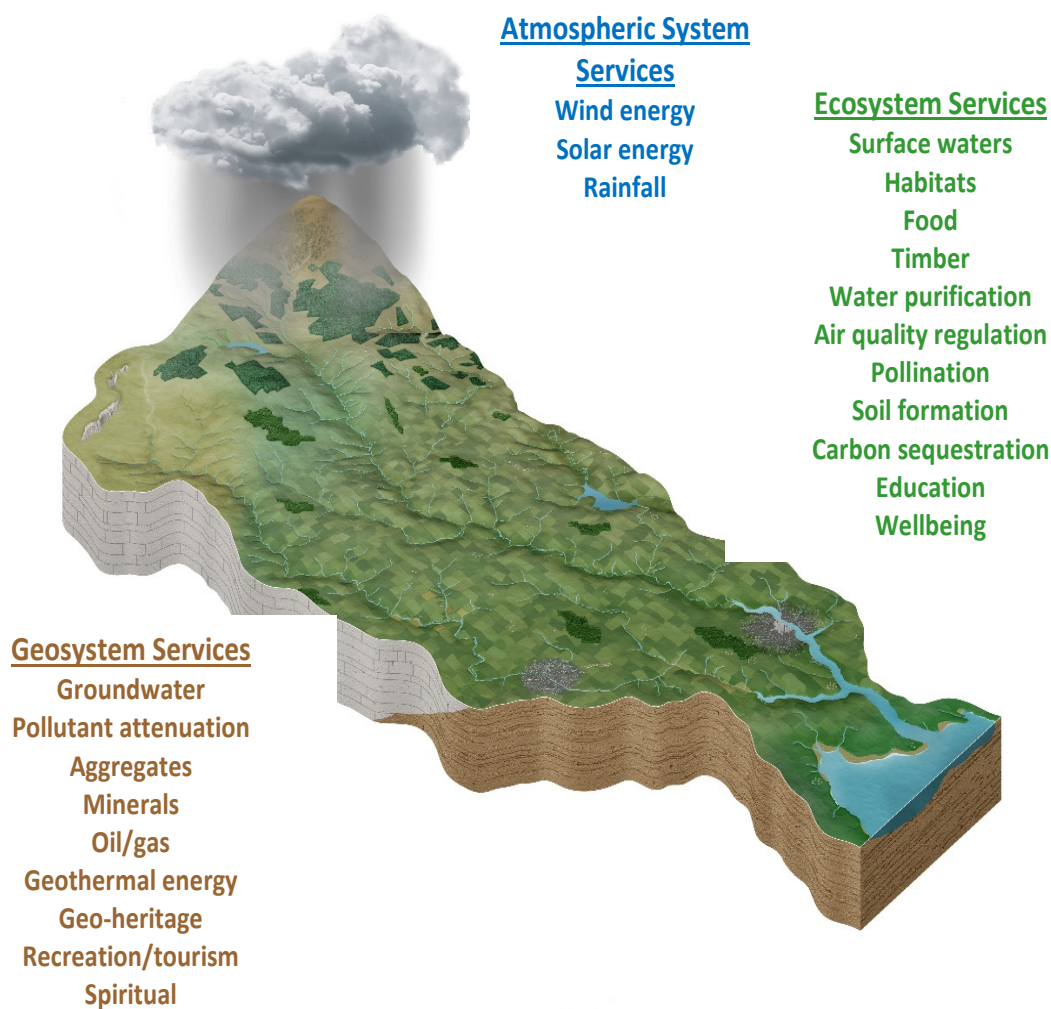 Atmospheric System
Services
Wind energy
Solar energy
Rainfall
Ecosystem Services
Surface waters
Habitats
Food
Timber
Water purification
Air quality regulation
Pollination
Soil formation
Carbon sequestration
Education
Wellbeing
Geosystem Services
Groundwater
Pollutant attenuation
Aggregates
Minerals
Oil/gas
Geothermal energy
Geo-heritage
Recreation/tourism
Spiritual